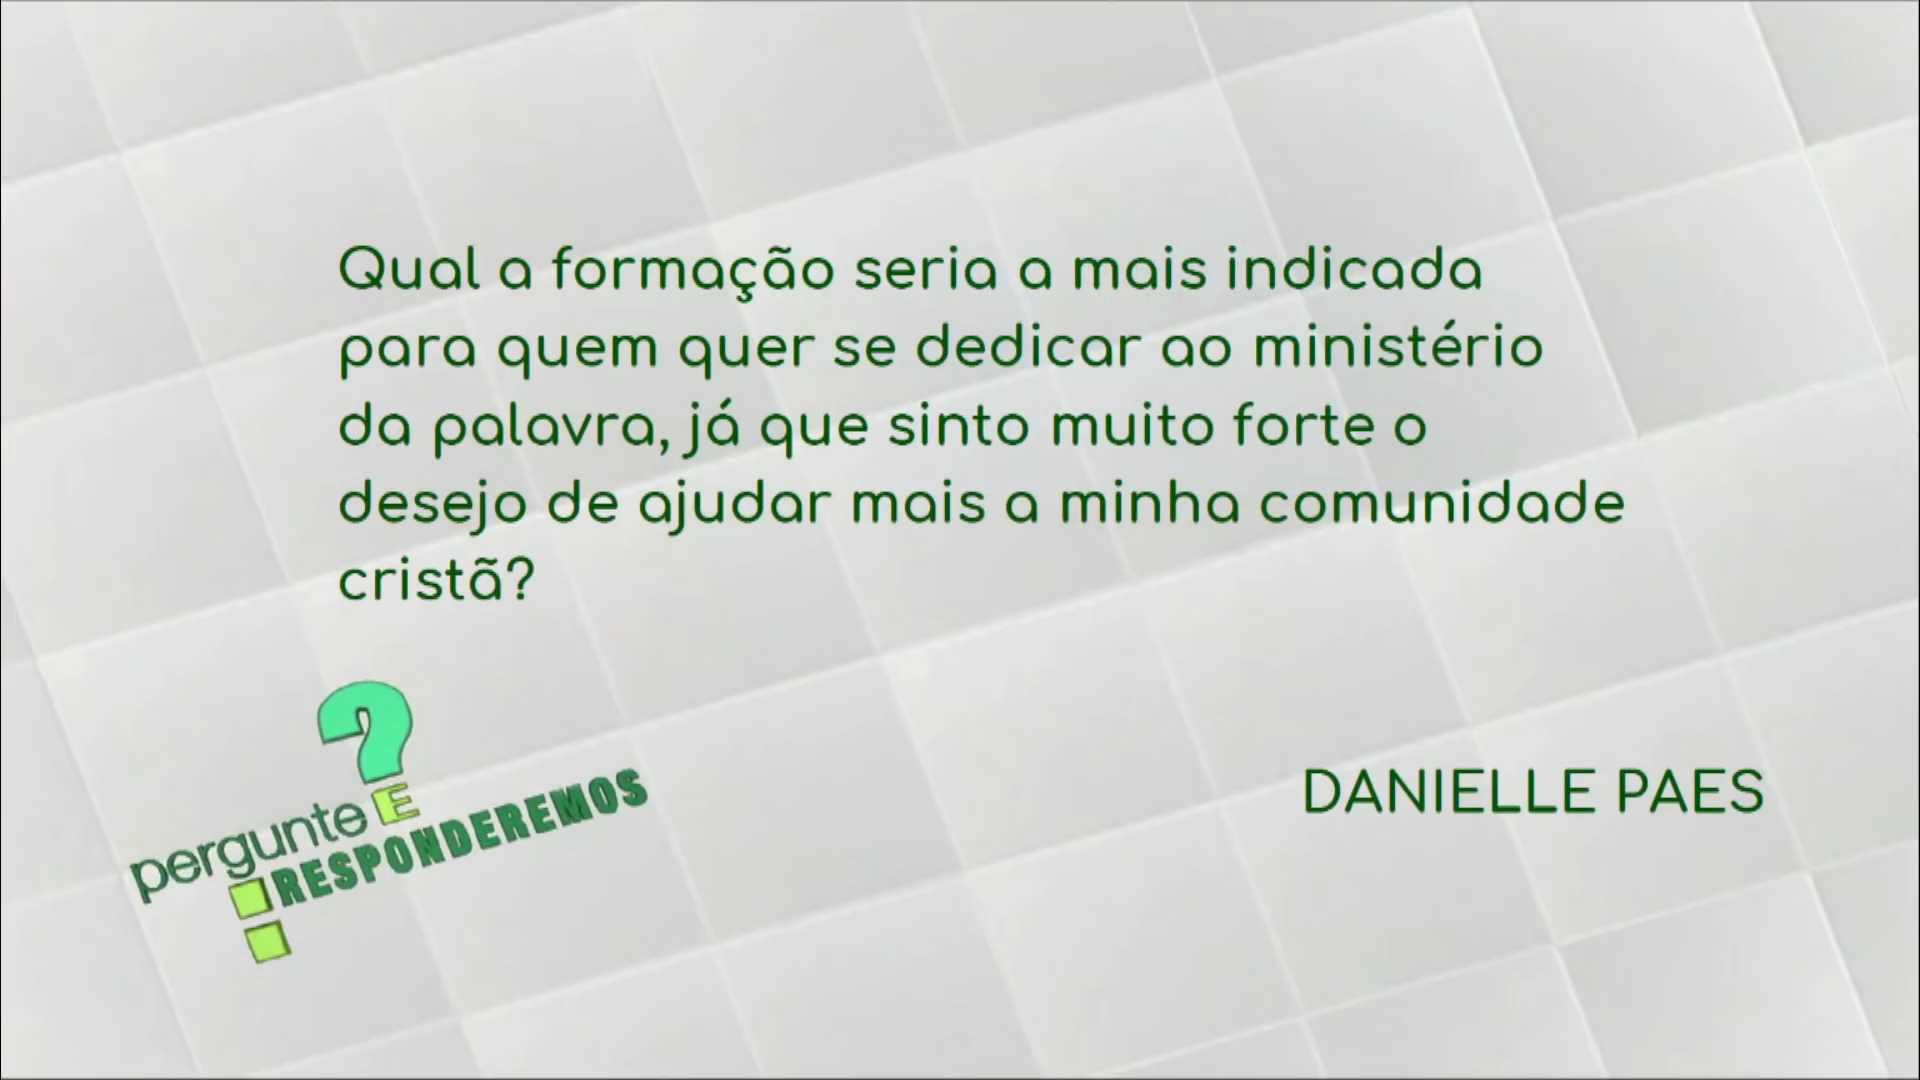 Qual a formação seria a mais indicada
para quem quer se dedicar ao ministério
da palavra, já que sinto muito forte o
desejo de ajudar mais a minha comunidade
cristã?
?
pergunte E
RESPONDEREMOS
DANIELLE PAES